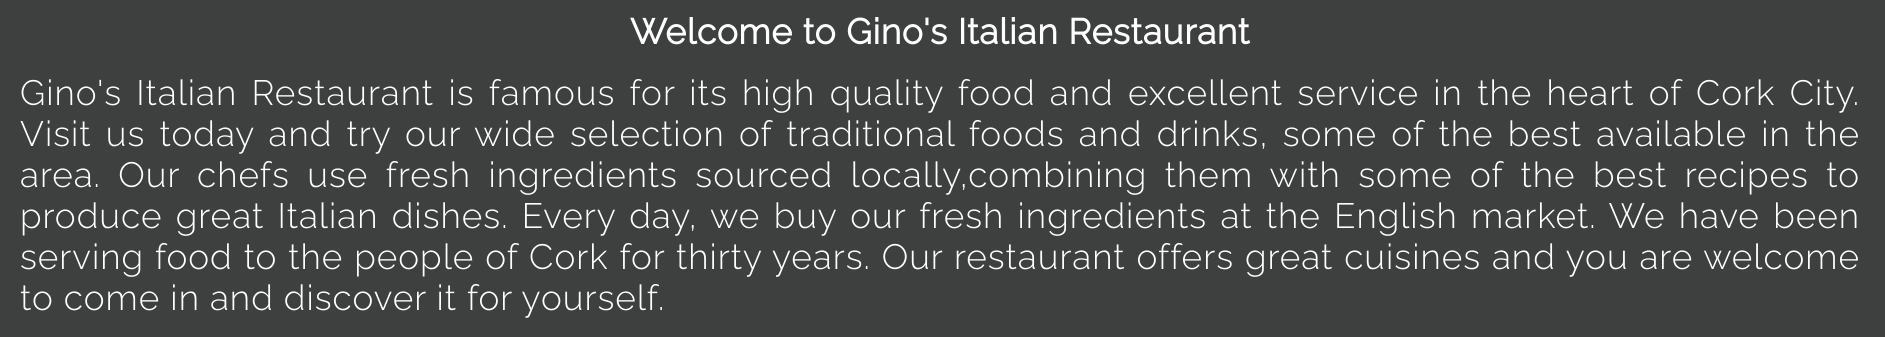 Welcome to Gino's Italian Restaurant
Gino's Italian Restaurant is famous for its high quality food and excellent service in the heart of Cork City.
Visit us today and try our wide selection of traditional foods and drinks, some of the best available in the
area. Our chefs use fresh ingredients sourced locally,combining them with some of the best recipes to
produce great Italian dishes. Every day, we buy our fresh ingredients at the English market. We have been
serving food to the people of Cork for thirty years. Our restaurant offers great cuisines and you are welcome
to come in and discover it for yourself.